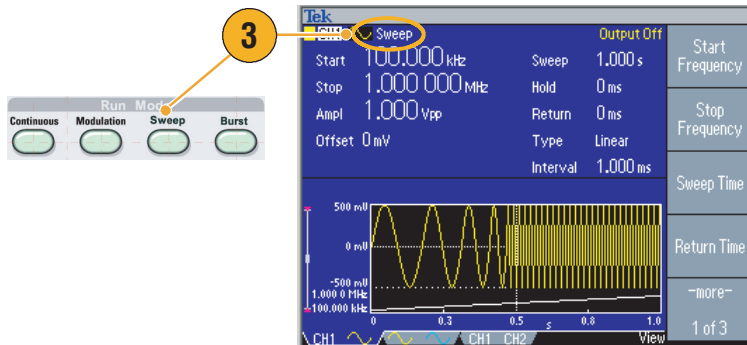 3
Run Mode
Continuous Modulation Sweep Burst
Tek
CH1 Sweep Output Off
Start 100.000 kHz Sweep 1.000 s
Stop 1.000 000 MHz Hold 0 ms
Ampl 1.000 Vpp Return 0 ms
Offset 0 mV Type Linear
Interval 1.000 ms
500 mV
0 mV
-500 mV
1.000 0 MHz
100.000 kHz
0 0.3 0.5 s 0.8 1.0
CH1 CH1 CH2 View
Start
Frequency
Stop
Frequency
Sweep Time
Return Time
-more-
1 of 3